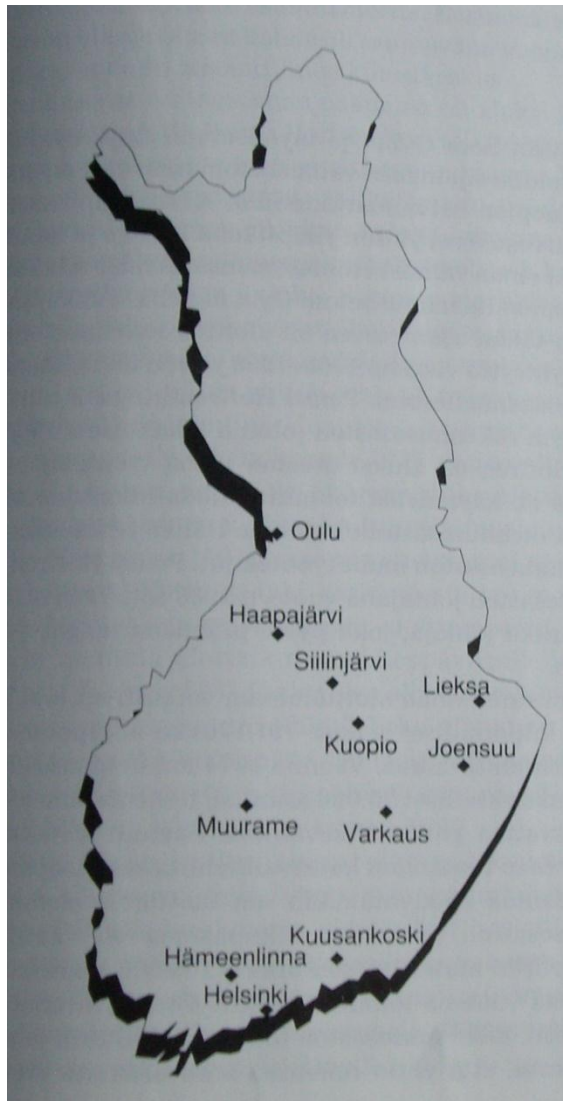 Oulu
Haapajärvi
Siilinjärvi
Lieksa
Kuopio
Joensuu
Muurame
Varkaus
Kuusankoski
Hämeenlinna
Helsinki